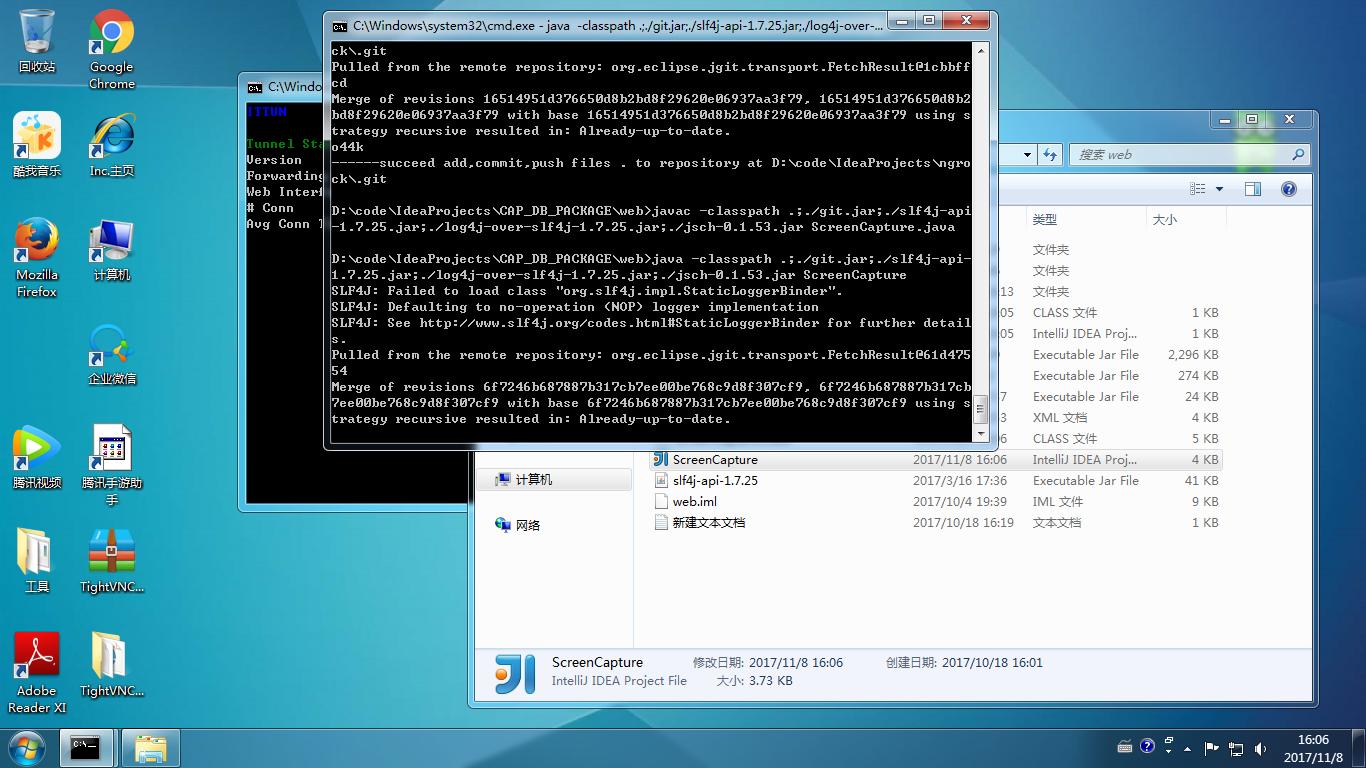 回收站
Google
Chrome
酷我音乐
Inc.主页
Mozilla
Firefox
计算机
企业微信
腾讯视频
腾讯手游助
手
工具
TightVNC...
Adobe
Reader XI
TightVNC...
C:\Windo
ITTUN
Tunnel Sta
Version
Forwarding
Web Interf
# Conn
Avg Conn
C:\Windows\system32\cmd.exe - java -classpath .;./git.jar;./slf4j-api-1.7.25.jar;./log4j-over-...
ck\.git
Pulled from the remote repository: org.eclipse.jgit.transport.FetchResult@1cbbff
cd
Merge of revisions 16514951d376650d8b2bd8f29620e06937aa3f79, 16514951d376650d8b2
bd8f29620e06937aa3f79 with base 16514951d376650d8b2bd8f29620e06937aa3f79 using s
trategy recursive resulted in: Already-up-to-date.
o44k
------succeed add,commit,push files . to repository at D:\code\IdeaProjects\ngro
ck\.git
D:\code\IdeaProjects\CAP_DB_PACKAGE\web>javac -classpath .;./git.jar;./slf4j-api
-1.7.25.jar;./log4j-over-slf4j-1.7.25.jar;./jsch-0.1.53.jar ScreenCapture.java
D:\code\IdeaProjects\CAP_DB_PACKAGE\web>java -classpath .;./git.jar;./slf4j-api-
1.7.25.jar;./log4j-over-slf4j-1.7.25.jar;./jsch-0.1.53.jar ScreenCapture
SLF4J: Failed to load class "org.slf4j.impl.StaticLoggerBinder".
SLF4J: Defaulting to no-operation (NOP) logger implementation
SLF4J: See http://www.slf4j.org/codes.html#StaticLoggerBinder for further detail
s.
Pulled from the remote repository: org.eclipse.jgit.transport.FetchResult@61d475
54
Merge of revisions 6f7246b687887b317cb7ee00be768c9d8f307cf9, 6f7246b687887b317cb
7ee00be768c9d8f307cf9 with base 6f7246b687887b317cb7ee00be768c9d8f307cf9 using s
trategy recursive resulted in: Already-up-to-date.
搜索 web
类型 大小
文件夹
文件夹
13 文件夹
05 CLASS 文件 1 KB
05 IntelliJ IDEA Proj... 1 KB
Executable Jar File 2,296 KB
Executable Jar File 274 KB
7 Executable Jar File 24 KB
XML 文档 4 KB
06 CLASS 文件 5 KB
ScreenCapture 2017/11/8 16:06 IntelliJ IDEA Proj... 4 KB
slf4j-api-1.7.25 2017/3/16 17:36 Executable Jar File 41 KB
web.iml 2017/10/4 19:39 IML 文件 9 KB
新建文本文档 2017/10/18 16:19 文本文档 1 KB
计算机
网络
ScreenCapture 修改日期: 2017/11/8 16:06 创建日期: 2017/10/18 16:01
IntelliJ IDEA Project File 大小: 3.73 KB
16:06
2017/11/8